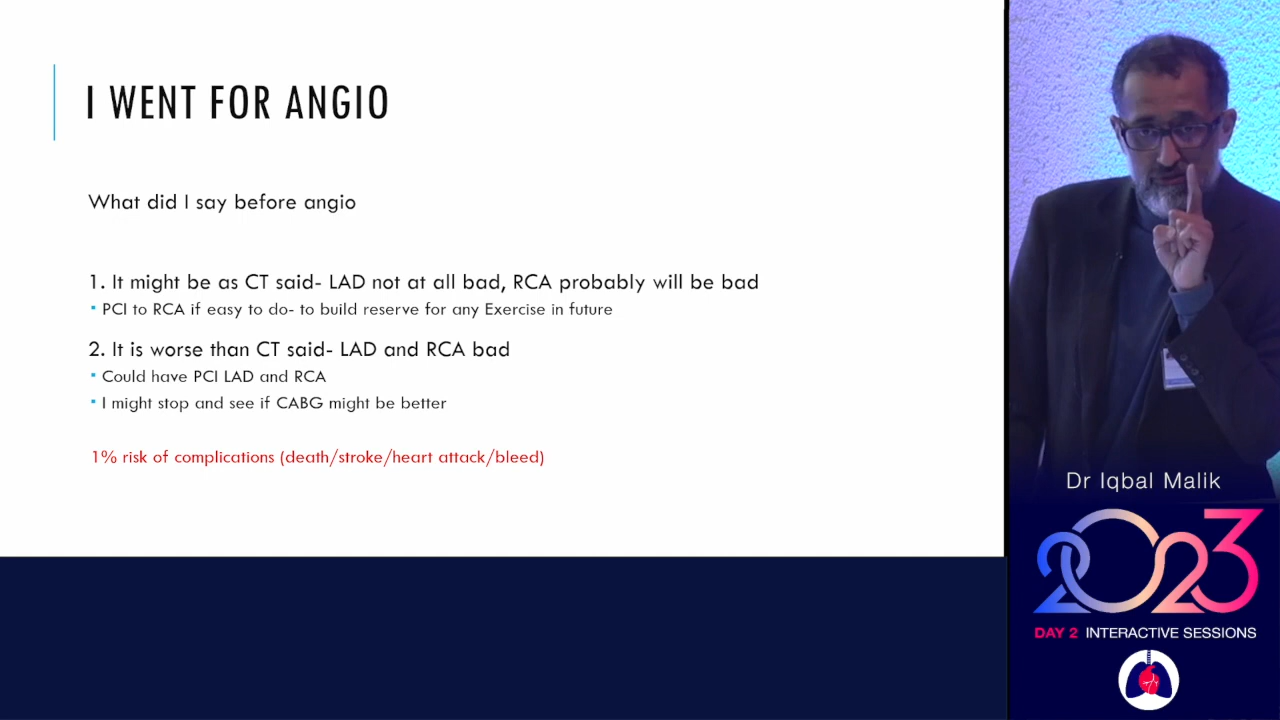 I WENT FOR ANGIO
What did I say before angio
1. It might be as CT said- LAD not at all bad, RCA probably will be bad
PCI to RCA if easy to do- to build reserve for any Exercise in future
2. It is worse than CT said- LAD and RCA bad
Could have PCI LAD and RCA
I might stop and see if CABG might be better
1% risk of complications (death/stroke/heart attack/bleed)
Dr Iqbal Malik
2023
DAY 2 INTERACTIVE SESSIONS